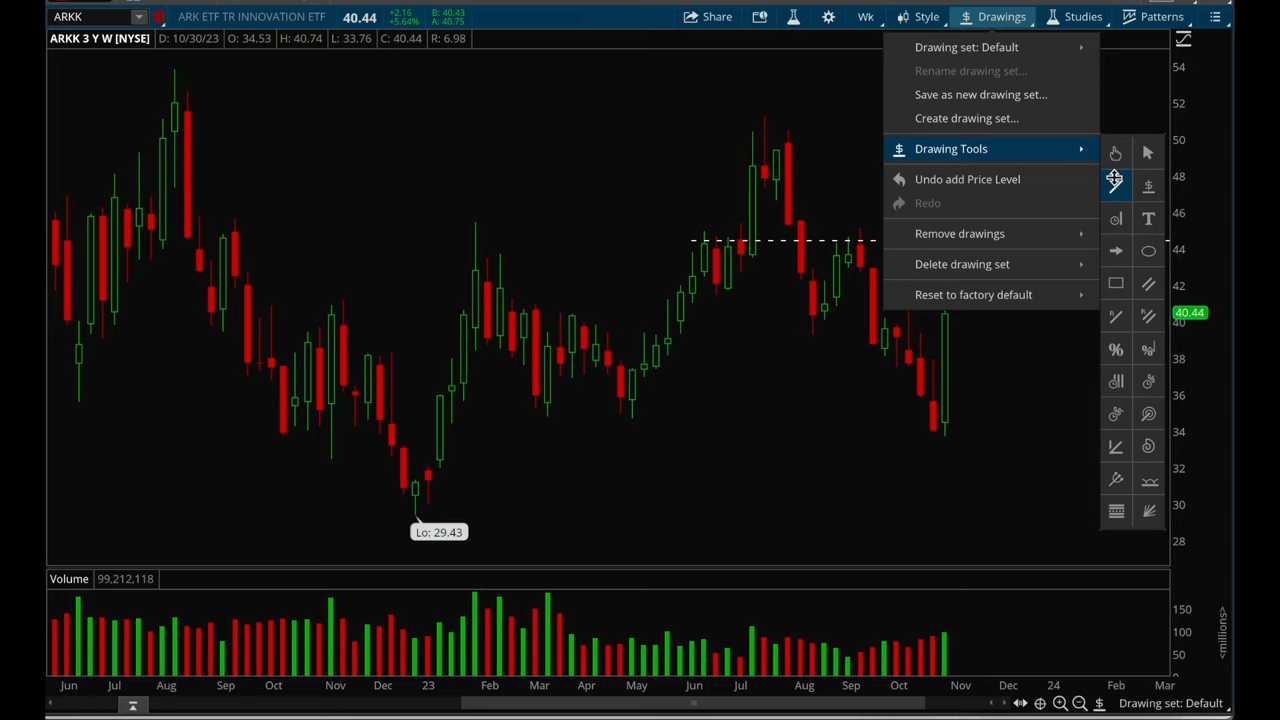 ARKK
ARK ETF TR INNOVATION ETF
40.44
+2.16
+5.64%
B: 40.43
A: 40.75
Share
Wk
Style
$ Drawings
Studies
Patterns
ARKK 3 Y W [NYSE]
D: 10/30/23
O: 34.53
H: 40.74
L: 33.76
C: 40.44
R: 6.98
Drawing set: Default
Rename drawing set...
Save as new drawing set...
Create drawing set...
$ Drawing Tools
Undo add Price Level
Redo
Remove drawings
Delete drawing set
Reset to factory default
$
T
%
%
54
52
50
48
46
44
42
40.44
40
38
36
34
32
30
28
Lo: 29.43
Volume
99,212,118
150
100
50
<millions>
Jun Jul Aug Sep Oct Nov Dec 23 Feb Mar Apr May Jun Jul Aug Sep Oct Nov Dec 24 Feb Mar
$
Drawing set: Default